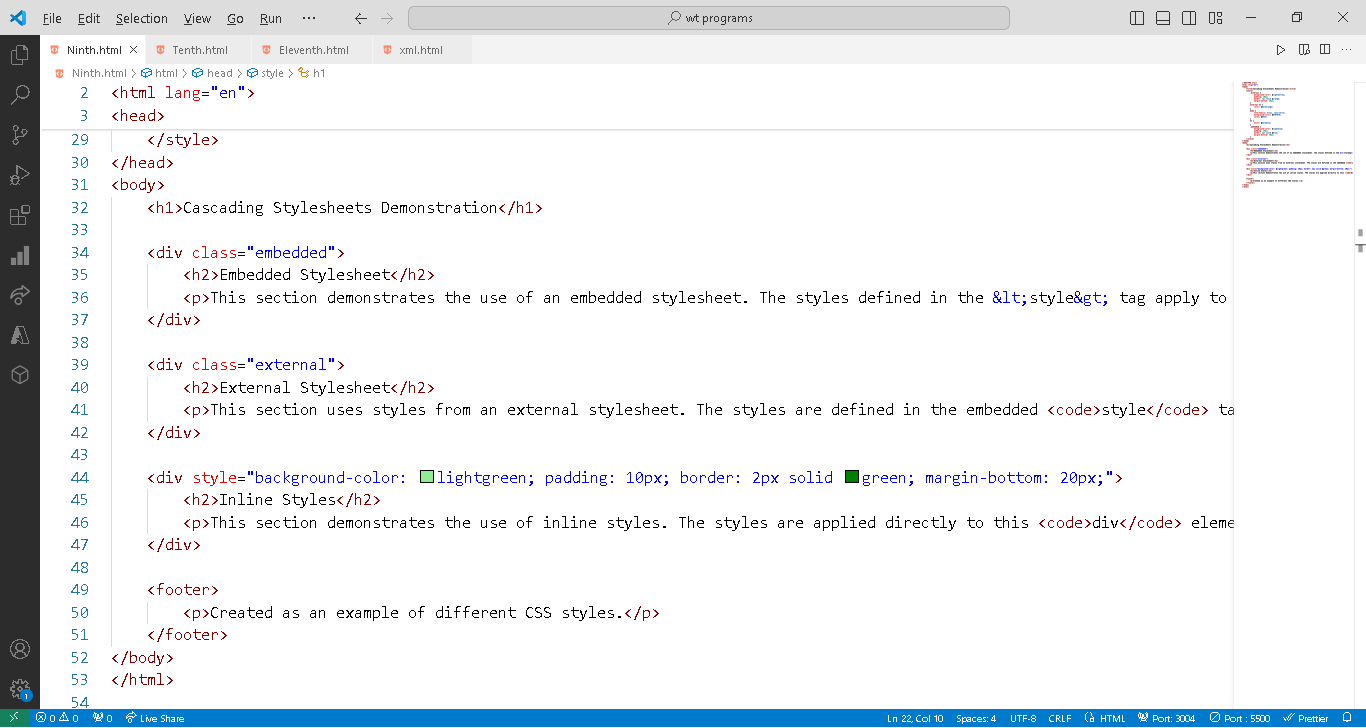 File Edit Selection View Go Run ··· wt programs
Ninth.html Tenth.html Eleventh.html xml.html
Ninth.html > html > head > style > h1
2 <html lang="en">
3 <head>
29 </style>
30 </head>
31 <body>
32 <h1>Cascading Stylesheets Demonstration</h1>
33
34 <div class="embedded">
35 <h2>Embedded Stylesheet</h2>
36 <p>This section demonstrates the use of an embedded stylesheet. The styles defined in the &lt;style&gt; tag apply to
37 </div>
38
39 <div class="external">
40 <h2>External Stylesheet</h2>
41 <p>This section uses styles from an external stylesheet. The styles are defined in the embedded <code>style</code> ta
42 </div>
43
44 <div style="background-color: lightgreen; padding: 10px; border: 2px solid green; margin-bottom: 20px;">
45 <h2>Inline Styles</h2>
46 <p>This section demonstrates the use of inline styles. The styles are applied directly to this <code>div</code> eleme
47 </div>
48
49 <footer>
50 <p>Created as an example of different CSS styles.</p>
51 </footer>
52 </body>
53 </html>
54
1
0 0 0 Live Share Ln 22, Col 10 Spaces: 4 UTF-8 CRLF HTML Port: 3004 Port : 5500 Prettier